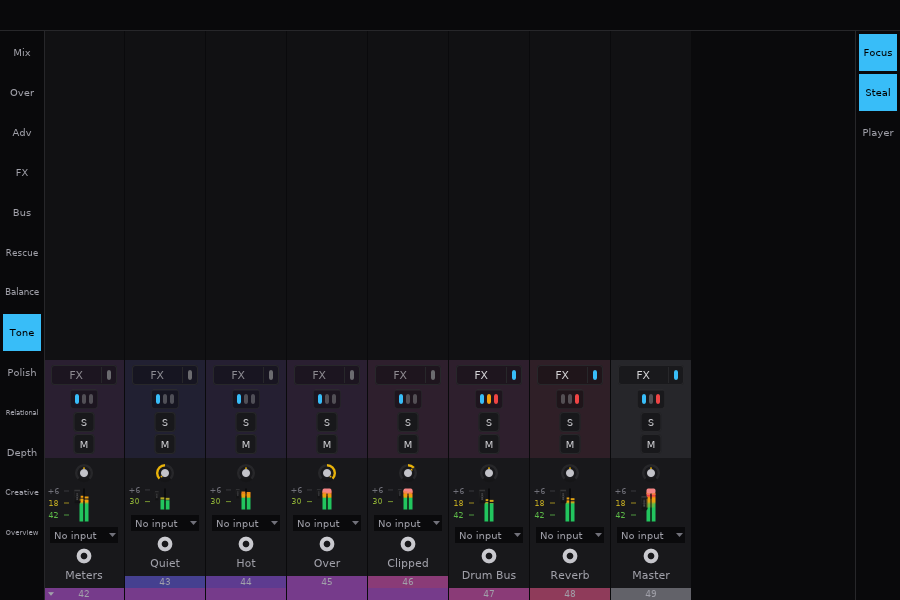 Mix
Over
Adv
FX
Bus
Rescue
Balance
Tone
Polish
Relational
Depth
Creative
Overview
Focus
Steal
Player
FX FX FX FX FX FX FX FX
S S S S S S S S
M M M M M M M M
+6 +6 +6 +6 +6 +6 +6 +6
18 30 30 30 30 18 18 18
42 42 42 42
No input No input No input No input No input No input No input No input
Meters Quiet Hot Over Clipped Drum Bus Reverb Master
42 43 44 45 46 47 48 49